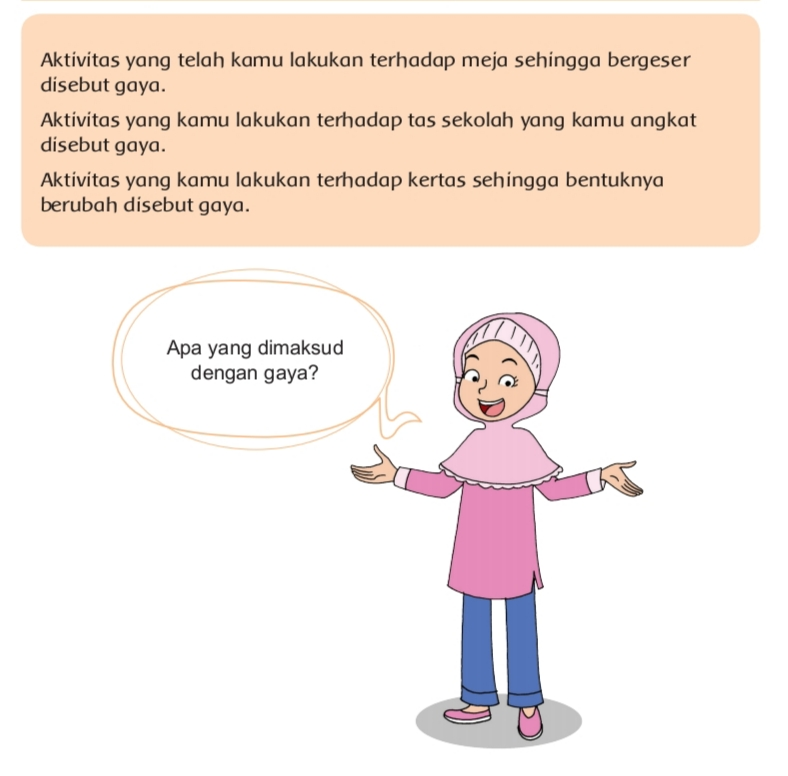 Aktivitas yang telah kamu lakukan terhadap meja sehingga bergeser
disebut gaya.
Aktivitas yang kamu lakukan terhadap tas sekolah yang kamu angkat
disebut gaya.
Aktivitas yang kamu lakukan terhadap kertas sehingga bentuknya
berubah disebut gaya.
Apa yang dimaksud
dengan gaya?